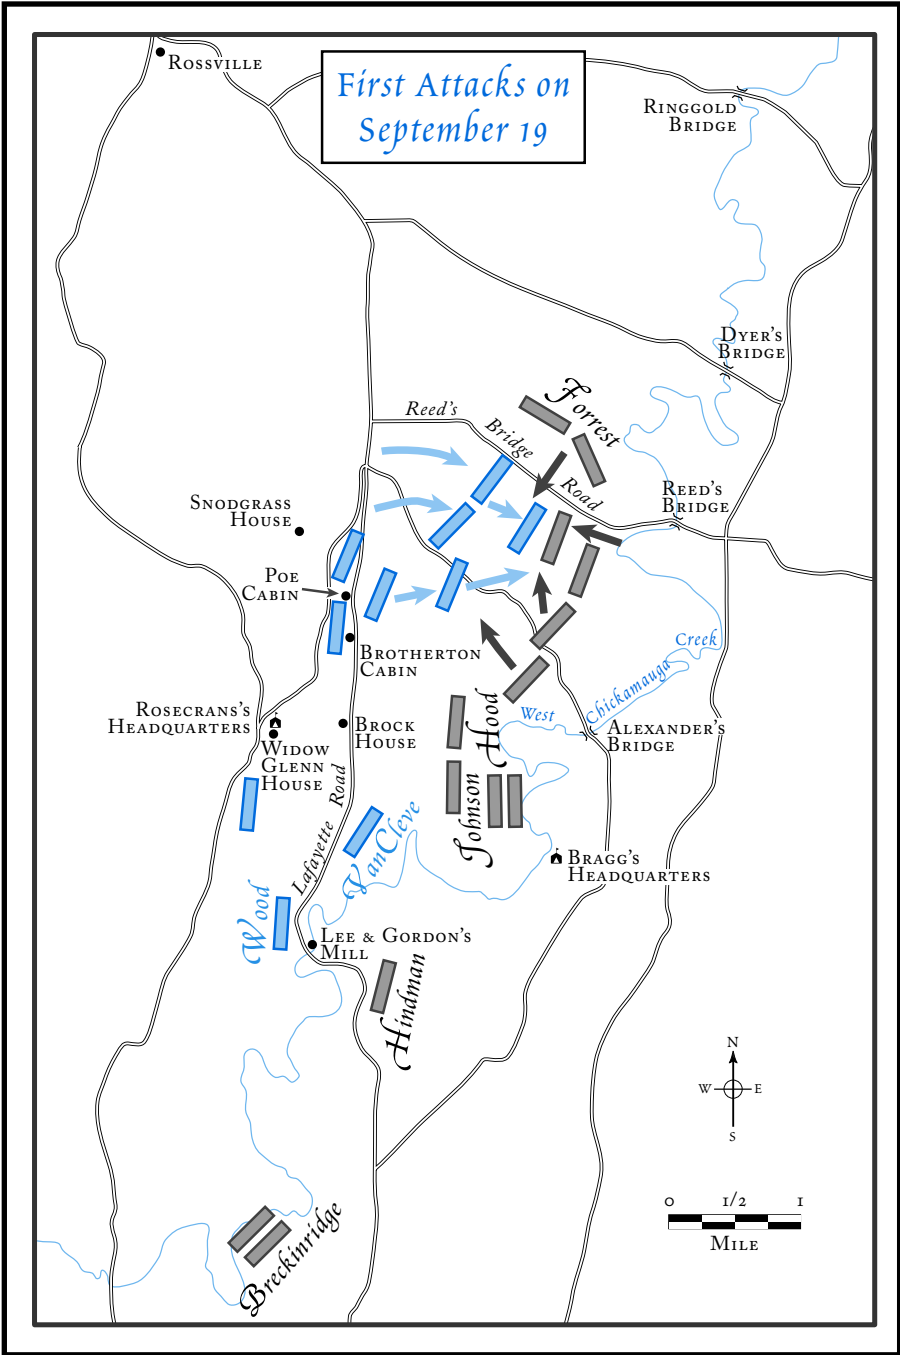 First Attacks on
September 19
Rossville
Ringgold
Bridge
Dyer's
Bridge
Forrest
Reed's
Bridge
Road
Reed's
Bridge
Snodgrass
House
Poe
Cabin
Brotherton
Cabin
Creek
Chickamauga
West
Rosecrans's
Headquarters
Widow
Glenn
House
Brock
House
Hood
Alexander's
Bridge
Johnson
Lafayette
Road
VanCleve
Bragg's
Headquarters
Wood
Lee & Gordon's
Mill
Hindman
N
W
E
S
0
1/2
1
Mile
Breckinridge